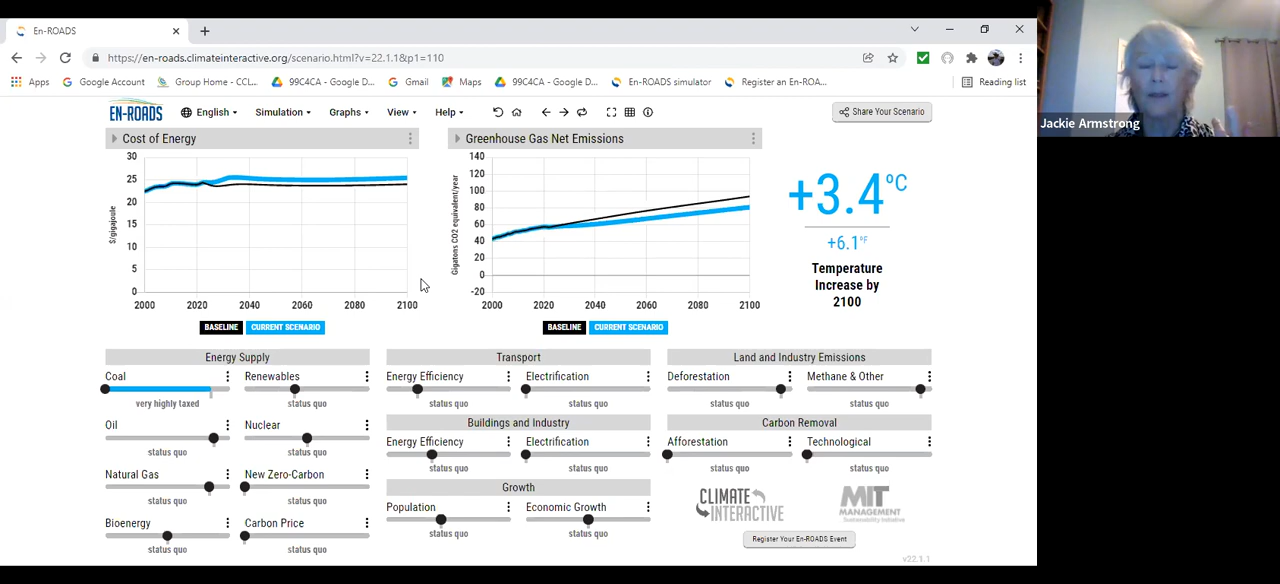 En-ROADS
https://en-roads.climateinteractive.org/scenario.html?v=22.1.1&p1=110
Apps Google Account Group Home - CCL... 99C4CA - Google D... Gmail Maps 99C4CA - Google D... En-ROADS simulator Register an En-ROA... Reading list
EN-ROADS English Simulation Graphs View Help Share Your Scenario
Cost of Energy
30
25
20
15
10
5
0
$/gigajoule
2000 2020 2040 2060 2080 2100
BASELINE CURRENT SCENARIO
Greenhouse Gas Net Emissions
140
120
100
80
60
40
20
0
-20
Gigatons CO2 equivalent/year
2000 2020 2040 2060 2080 2100
BASELINE CURRENT SCENARIO
+3.4°C
+6.1°F
Temperature
Increase by
2100
Energy Supply
Coal
very highly taxed
Renewables
status quo
Oil
status quo
Nuclear
status quo
Natural Gas
status quo
New Zero-Carbon
status quo
Bioenergy
status quo
Carbon Price
status quo
Transport
Energy Efficiency
status quo
Electrification
status quo
Buildings and Industry
Energy Efficiency
status quo
Electrification
status quo
Growth
Population
status quo
Economic Growth
status quo
Land and Industry Emissions
Deforestation
status quo
Methane & Other
status quo
Carbon Removal
Afforestation
status quo
Technological
status quo
CLIMATE
INTERACTIVE
MIT
MANAGEMENT
Sustainability Initiative
Register Your En-ROADS Event
v22.1.1
Jackie Armstrong